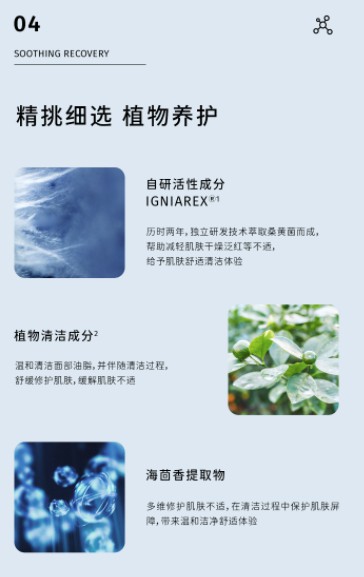 04
SOOTHING RECOVERY
精挑细选 植物养护
自研活性成分
IGNIAREX®1
历时两年,独立研发技术萃取桑黄菌而成,
帮助减轻肌肤干燥泛红等不适,
给予肌肤舒适清洁体验
植物清洁成分2
温和清洁面部油脂,并伴随清洁过程,
舒缓修护肌肤,缓解肌肤不适
海茴香提取物
多维修护肌肤不适,在清洁过程中保护肌肤屏
障,带来温和洁净舒适体验